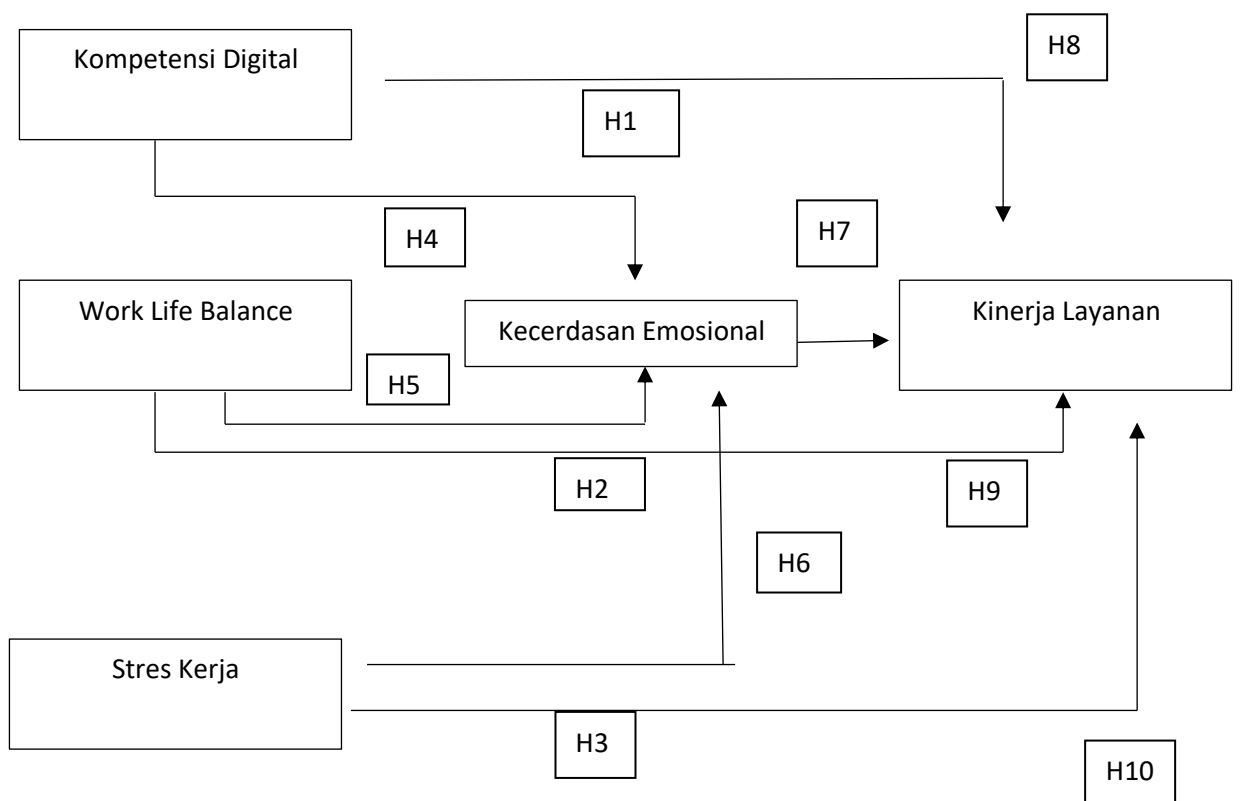 H8
Kompetensi Digital
H1
H4
H7
Work Life Balance
Kecerdasan Emosional
Kinerja Layanan
H5
H2
H9
H6
Stres Kerja
H3
H10